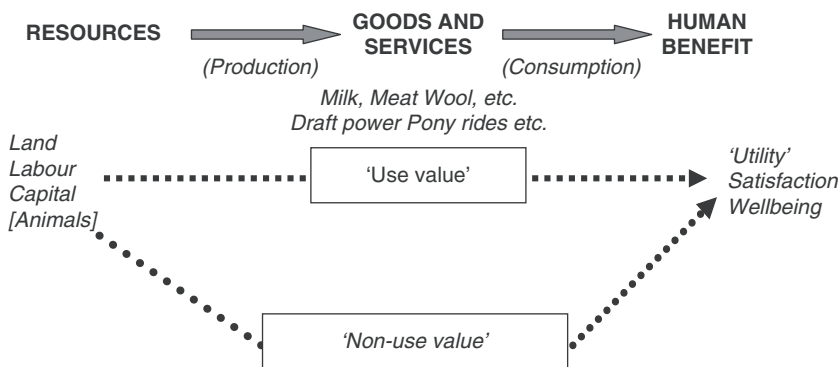 RESOURCES
GOODS AND
SERVICES
HUMAN
BENEFIT
(Production)
(Consumption)
Milk, Meat Wool, etc.
Draft power Pony rides etc.
Land
Labour
Capital
[Animals]
‘Use value’
‘Utility’
Satisfaction
Wellbeing
‘Non-use value’